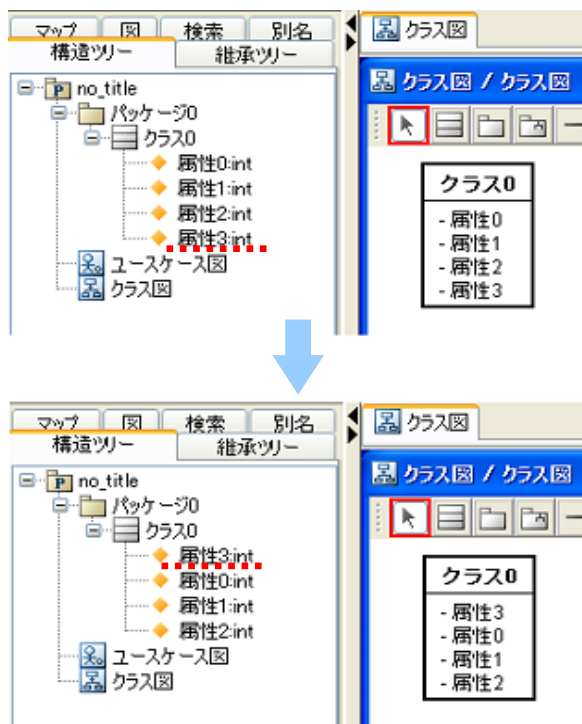 マップ 図 検索 別名
構造ツリー 継承ツリー
no_title
パッケージ0
クラス0
属性0:int
属性1:int
属性2:int
属性3:int
ユースケース図
クラス図
クラス図
クラス図 / クラス図
クラス0
- 属性0
- 属性1
- 属性2
- 属性3
マップ 図 検索 別名
構造ツリー 継承ツリー
no_title
パッケージ0
クラス0
属性3:int
属性0:int
属性1:int
属性2:int
ユースケース図
クラス図
クラス図
クラス図 / クラス図
クラス0
- 属性3
- 属性0
- 属性1
- 属性2